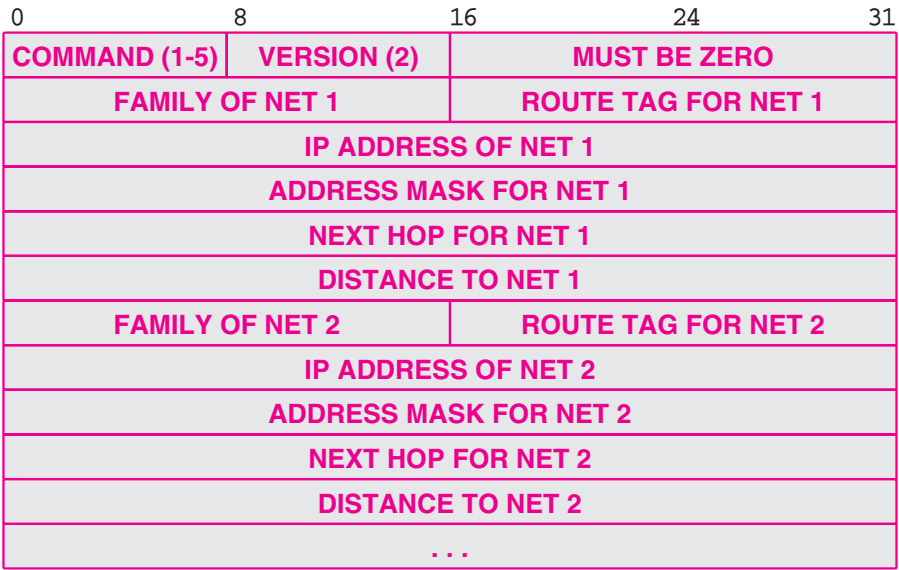 0 8 16 24 31
COMMAND (1-5) VERSION (2) MUST BE ZERO
FAMILY OF NET 1 ROUTE TAG FOR NET 1
IP ADDRESS OF NET 1
ADDRESS MASK FOR NET 1
NEXT HOP FOR NET 1
DISTANCE TO NET 1
FAMILY OF NET 2 ROUTE TAG FOR NET 2
IP ADDRESS OF NET 2
ADDRESS MASK FOR NET 2
NEXT HOP FOR NET 2
DISTANCE TO NET 2
. . .